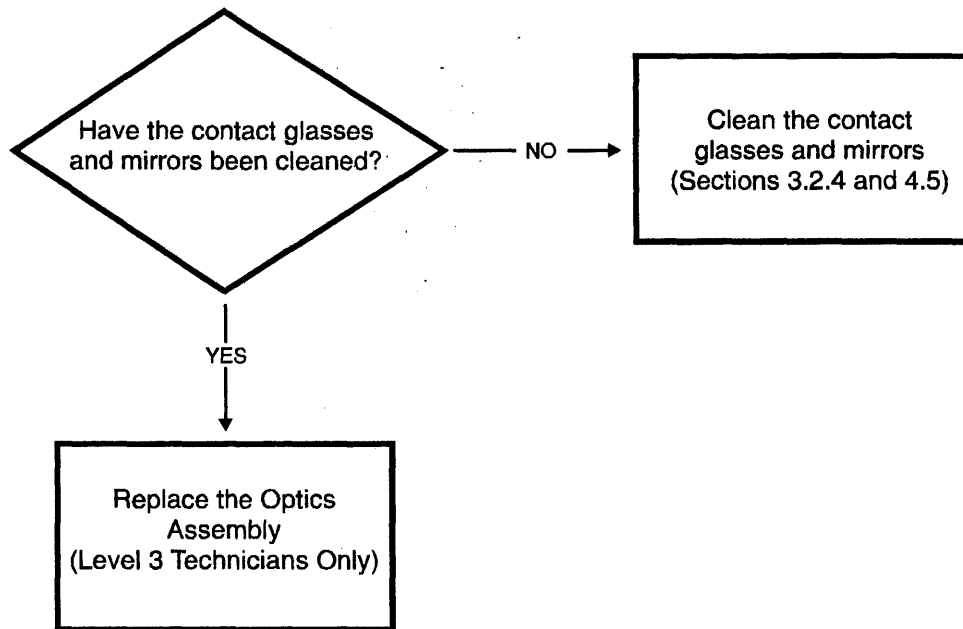 Have the contact glasses
and mirrors been cleaned?
NO
Clean the contact
glasses and mirrors
(Sections 3.2.4 and 4.5)
YES
Replace the Optics
Assembly
(Level 3 Technicians Only)